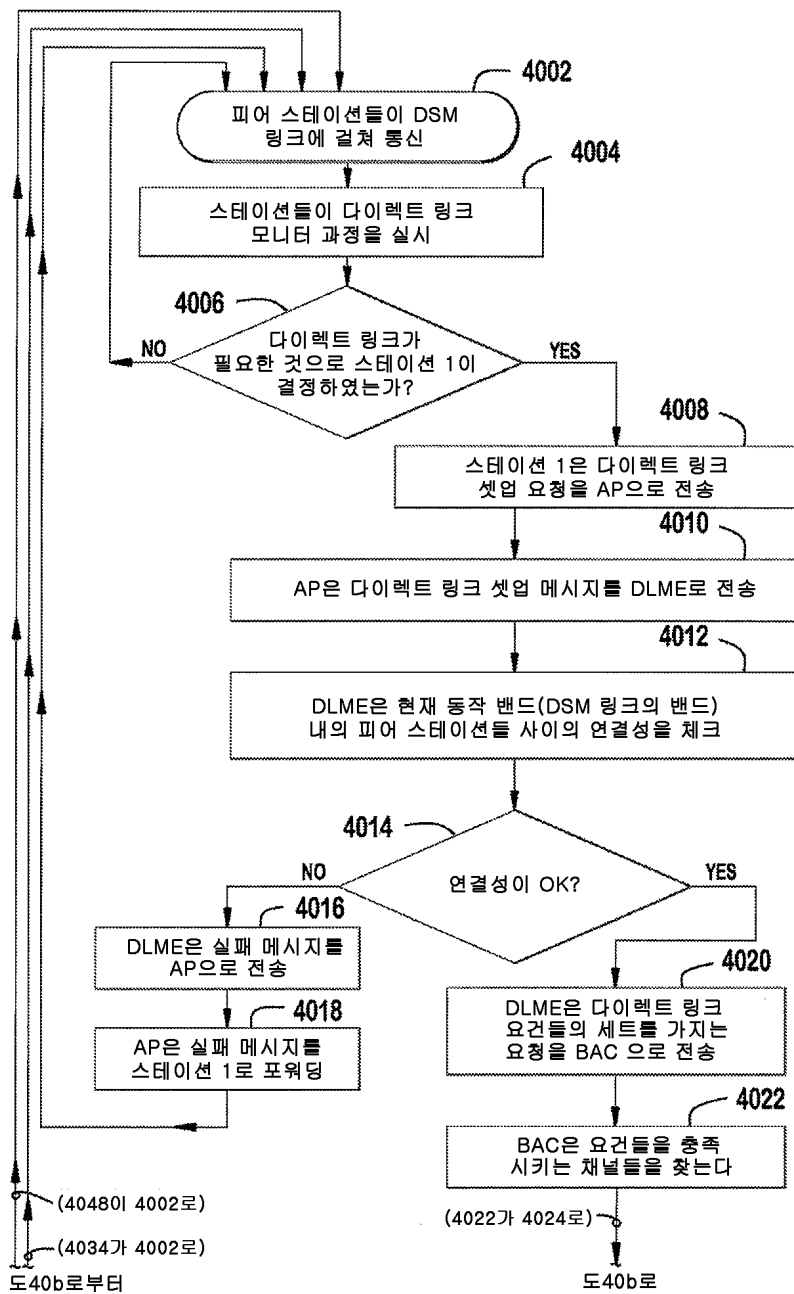 4002
피어 스테이션들이 DSM
링크에 걸쳐 통신
4004
스테이션들이 다이렉트 링크
모니터 과정을 실시
4006
다이렉트 링크가
필요한 것으로 스테이션 1이
결정하였는가?
NO
YES
4008
스테이션 1은 다이렉트 링크
셋업 요청을 AP으로 전송
4010
AP은 다이렉트 링크 셋업 메시지를 DLME로 전송
4012
DLME은 현재 동작 밴드(DSM 링크의 밴드)
내의 피어 스테이션들 사이의 연결성을 체크
4014
연결성이 OK?
NO
YES
4016
DLME은 실패 메시지를
AP으로 전송
4018
AP은 실패 메시지를
스테이션 1로 포워딩
4020
DLME은 다이렉트 링크
요건들의 세트를 가지는
요청을 BAC 으로 전송
4022
BAC은 요건들을 충족
시키는 채널들을 찾는다
(4048이 4002로)
(4034가 4002로)
도40b로부터
(4022가 4024로)
도40b로